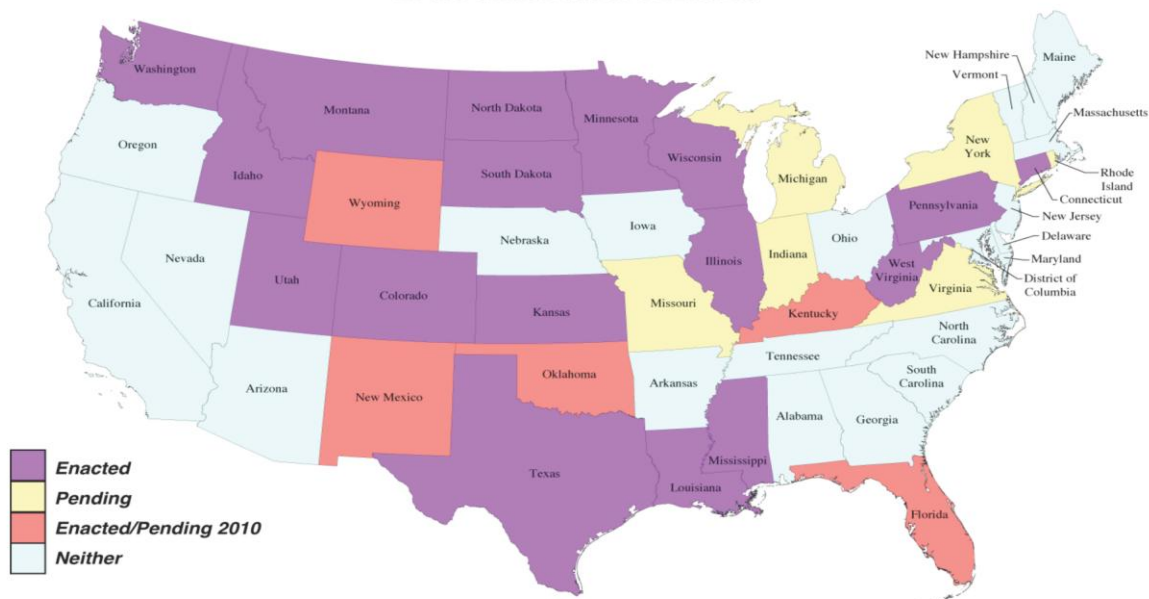 New Hampshire
Vermont
Maine
Washington
Montana
North Dakota
Minnesota
Massachusetts
Oregon
Idaho
Wisconsin
New
York
South Dakota
Michigan
Rhode
Island
Wyoming
Connecticut
Pennsylvania
New Jersey
Iowa
Nebraska
Ohio
Delaware
Nevada
Illinois
Indiana
West
Virginia
Maryland
Utah
Colorado
District of
Columbia
Virginia
California
Kansas
Missouri
Kentucky
North
Carolina
Tennessee
Oklahoma
South
Carolina
Arizona
New Mexico
Arkansas
Alabama
Georgia
Mississippi
Texas
Louisiana
Florida
Enacted
Pending
Enacted/Pending 2010
Neither